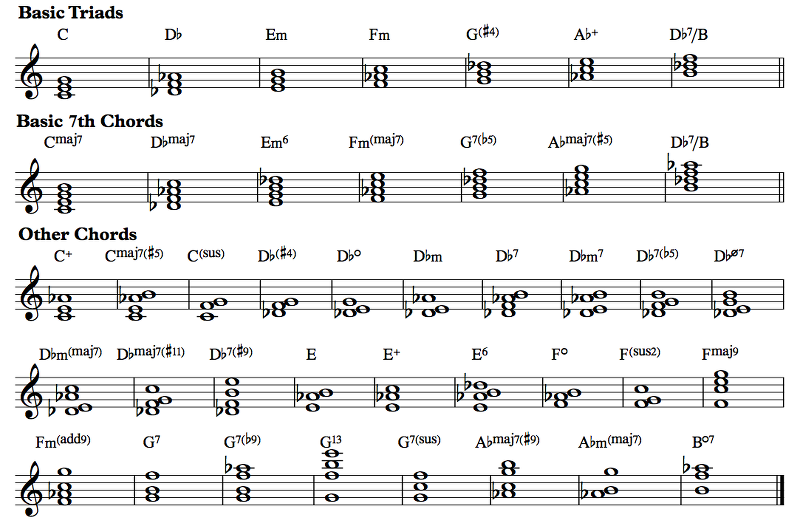 Basic Triads
C D♭ Em Fm G(♯4) A♭+ D♭7/B
Basic 7th Chords
Cmaj7 D♭maj7 Em6 Fm(maj7) G7(♭5) A♭maj7(♯5) D♭7/B
Other Chords
C+ Cmaj7(♯5) C(sus) D♭(♯4) D♭o D♭m D♭7 D♭m7 D♭7(♭5) D♭ø7
D♭m(maj7) D♭maj7(♯11) D♭7(♯9) E E+ E6 Fo F(sus2) Fmaj9
Fm(add9) G7 G7(♭9) G13 G7(sus) A♭maj7(♯9) A♭m(maj7) Bo7